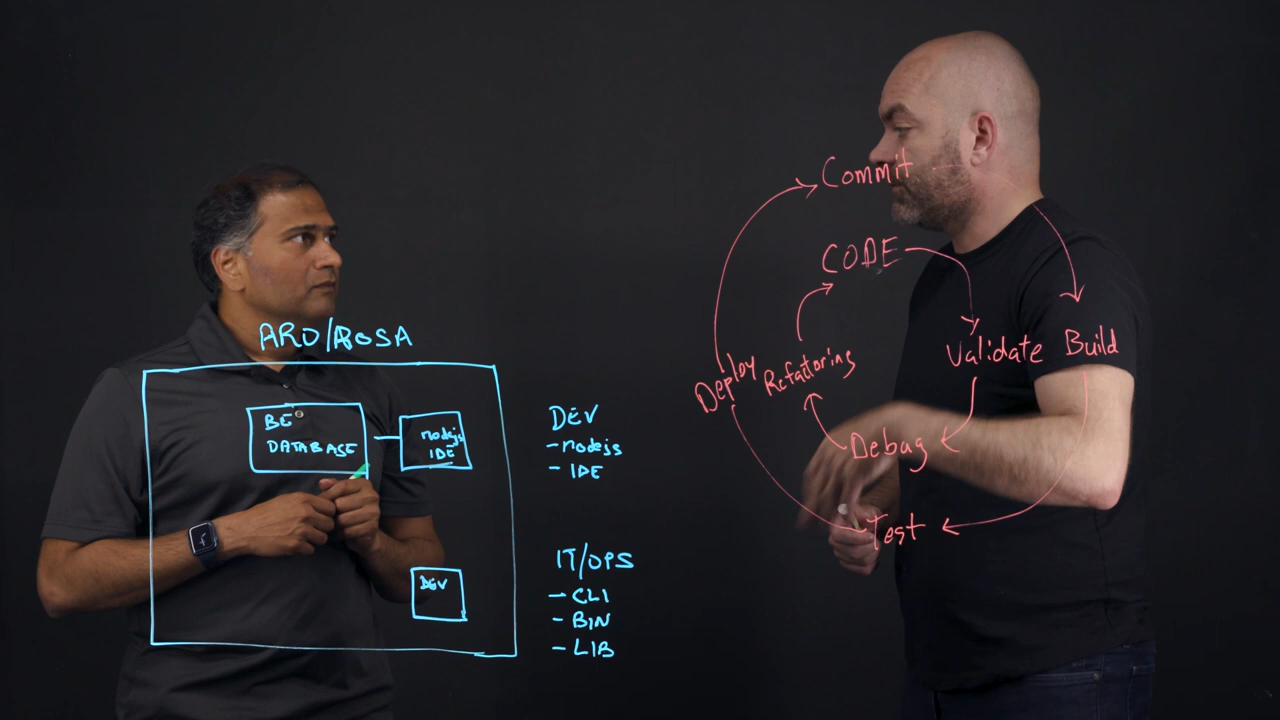 ARO/ROSA
BE
DATABASE
nodejs
IDE
DEV
DEV
- nodejs
- IDE
IT/OPS
- CLI
- BIN
- LIB
Commit
CODE
Validate
Build
Debug
Test
Refactoring
Deploy